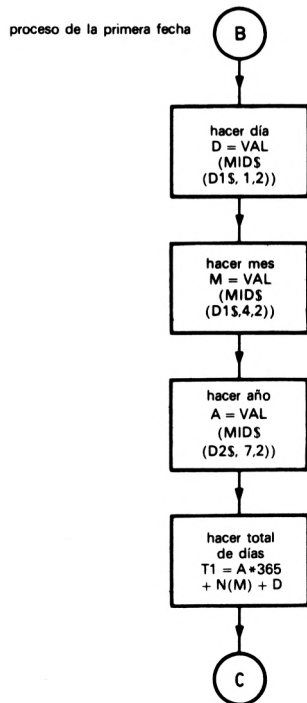 proceso de la primera fecha
B
hacer día
D = VAL
(MID$
(D1$, 1,2))
hacer mes
M = VAL
(MID$
(D1$,4,2))
hacer año
A = VAL
(MID$
(D2$, 7,2))
hacer total
de días
T1 = A*365
+ N(M) + D
C